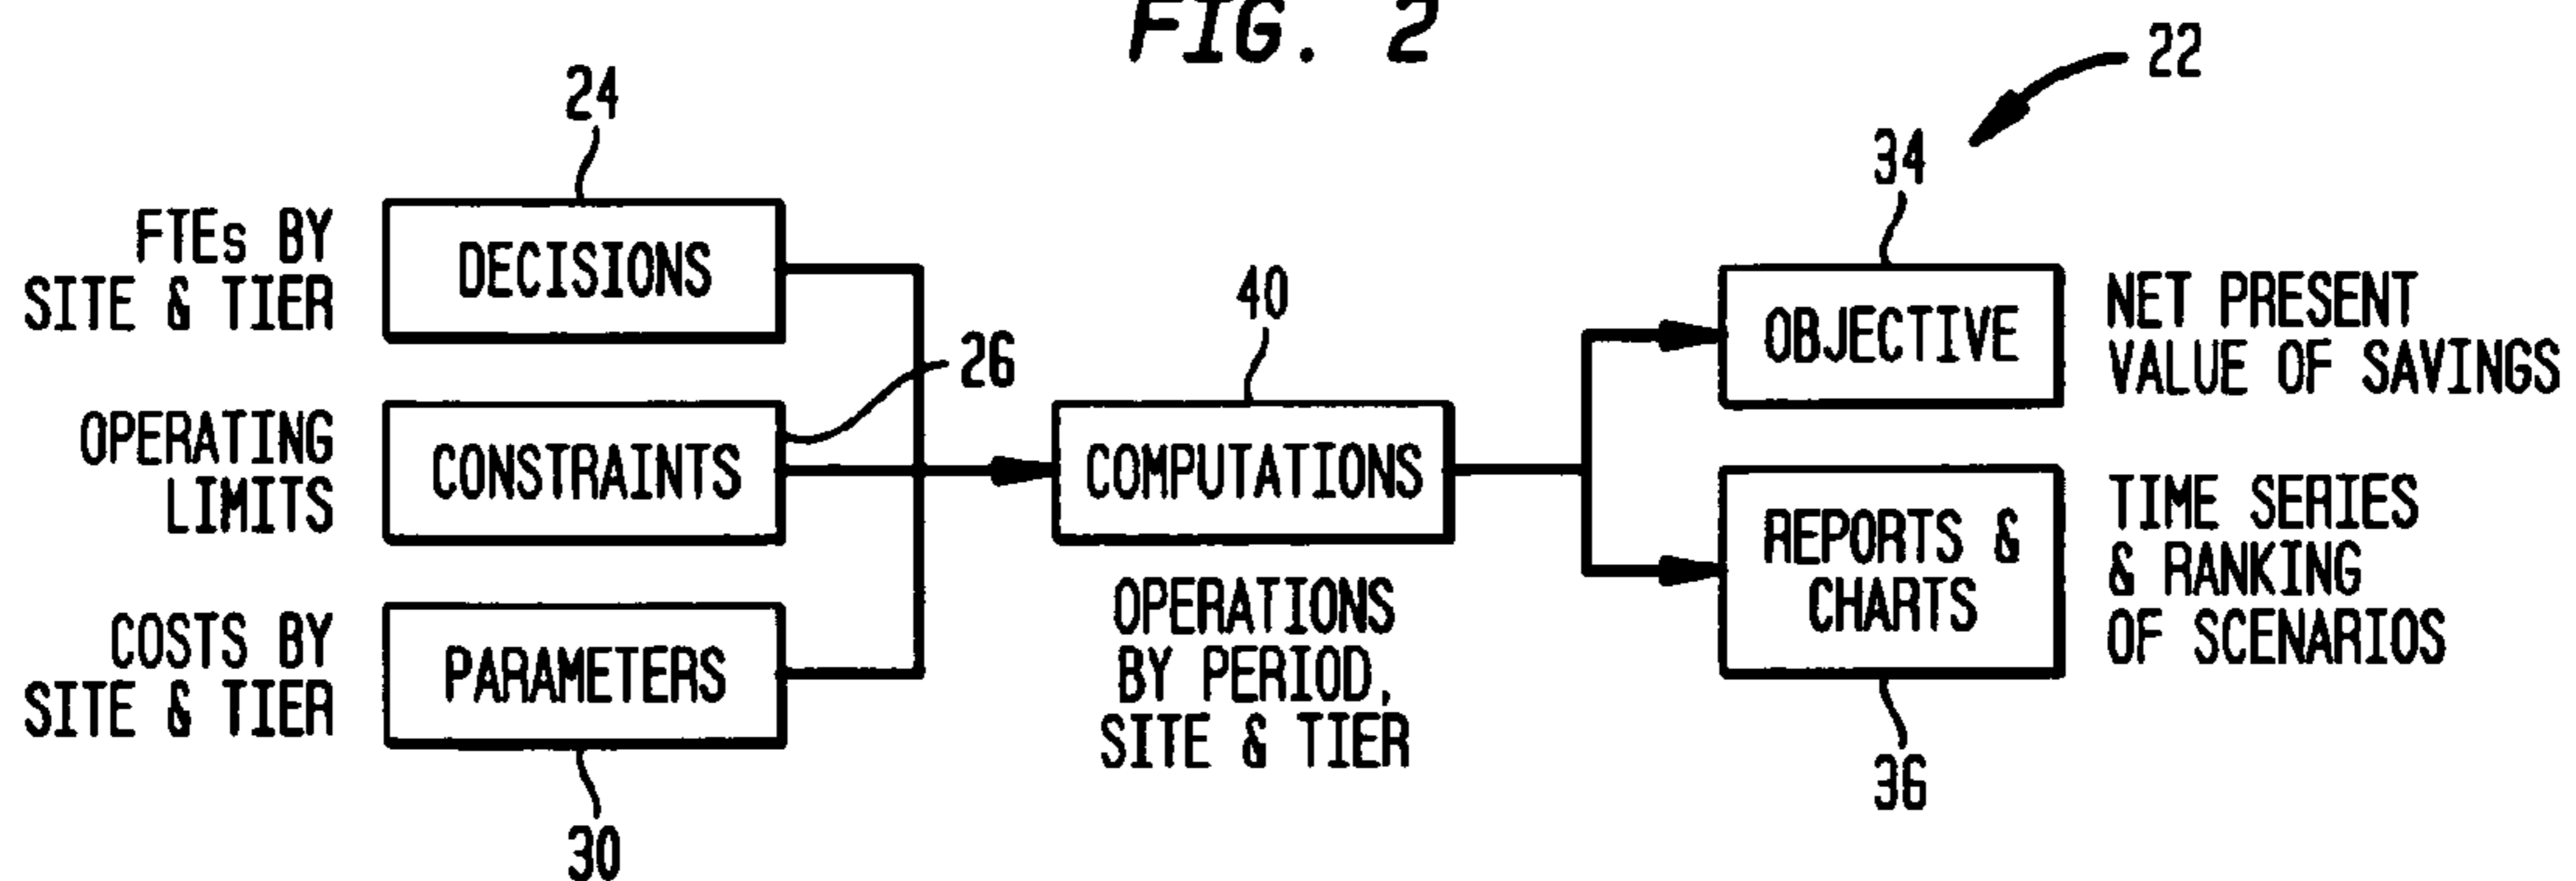 FIG. 2
22
24
FTEs BY
SITE & TIER
DECISIONS
26
OPERATING
LIMITS
CONSTRAINTS
COSTS BY
SITE & TIER
PARAMETERS
30
40
COMPUTATIONS
OPERATIONS
BY PERIOD,
SITE & TIER
34
OBJECTIVE
NET PRESENT
VALUE OF SAVINGS
REPORTS &
CHARTS
TIME SERIES
& RANKING
OF SCENARIOS
36